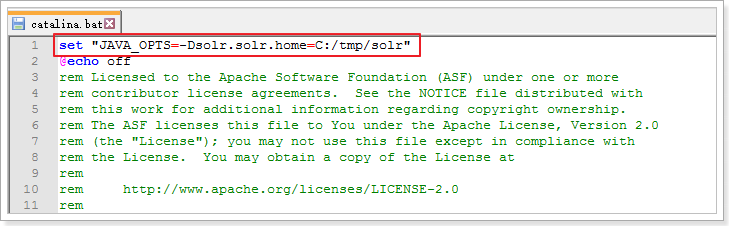 catalina.bat
1 set "JAVA_OPTS=-Dsolr.solr.home=C:/tmp/solr"
2 @echo off
3 rem Licensed to the Apache Software Foundation (ASF) under one or more
4 rem contributor license agreements.  See the NOTICE file distributed with
5 rem this work for additional information regarding copyright ownership.
6 rem The ASF licenses this file to You under the Apache License, Version 2.0
7 rem (the "License"); you may not use this file except in compliance with
8 rem the License.  You may obtain a copy of the License at
9 rem
10 rem     http://www.apache.org/licenses/LICENSE-2.0
11 rem